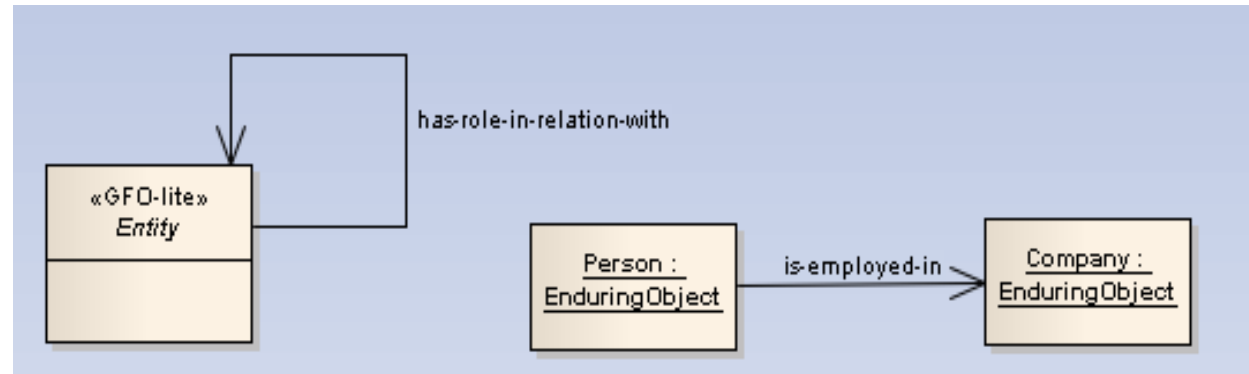 has-role-in-relation-with
«GFO-lite»
Entity
Person :
EnduringObject
is-employed-in
Company :
EnduringObject